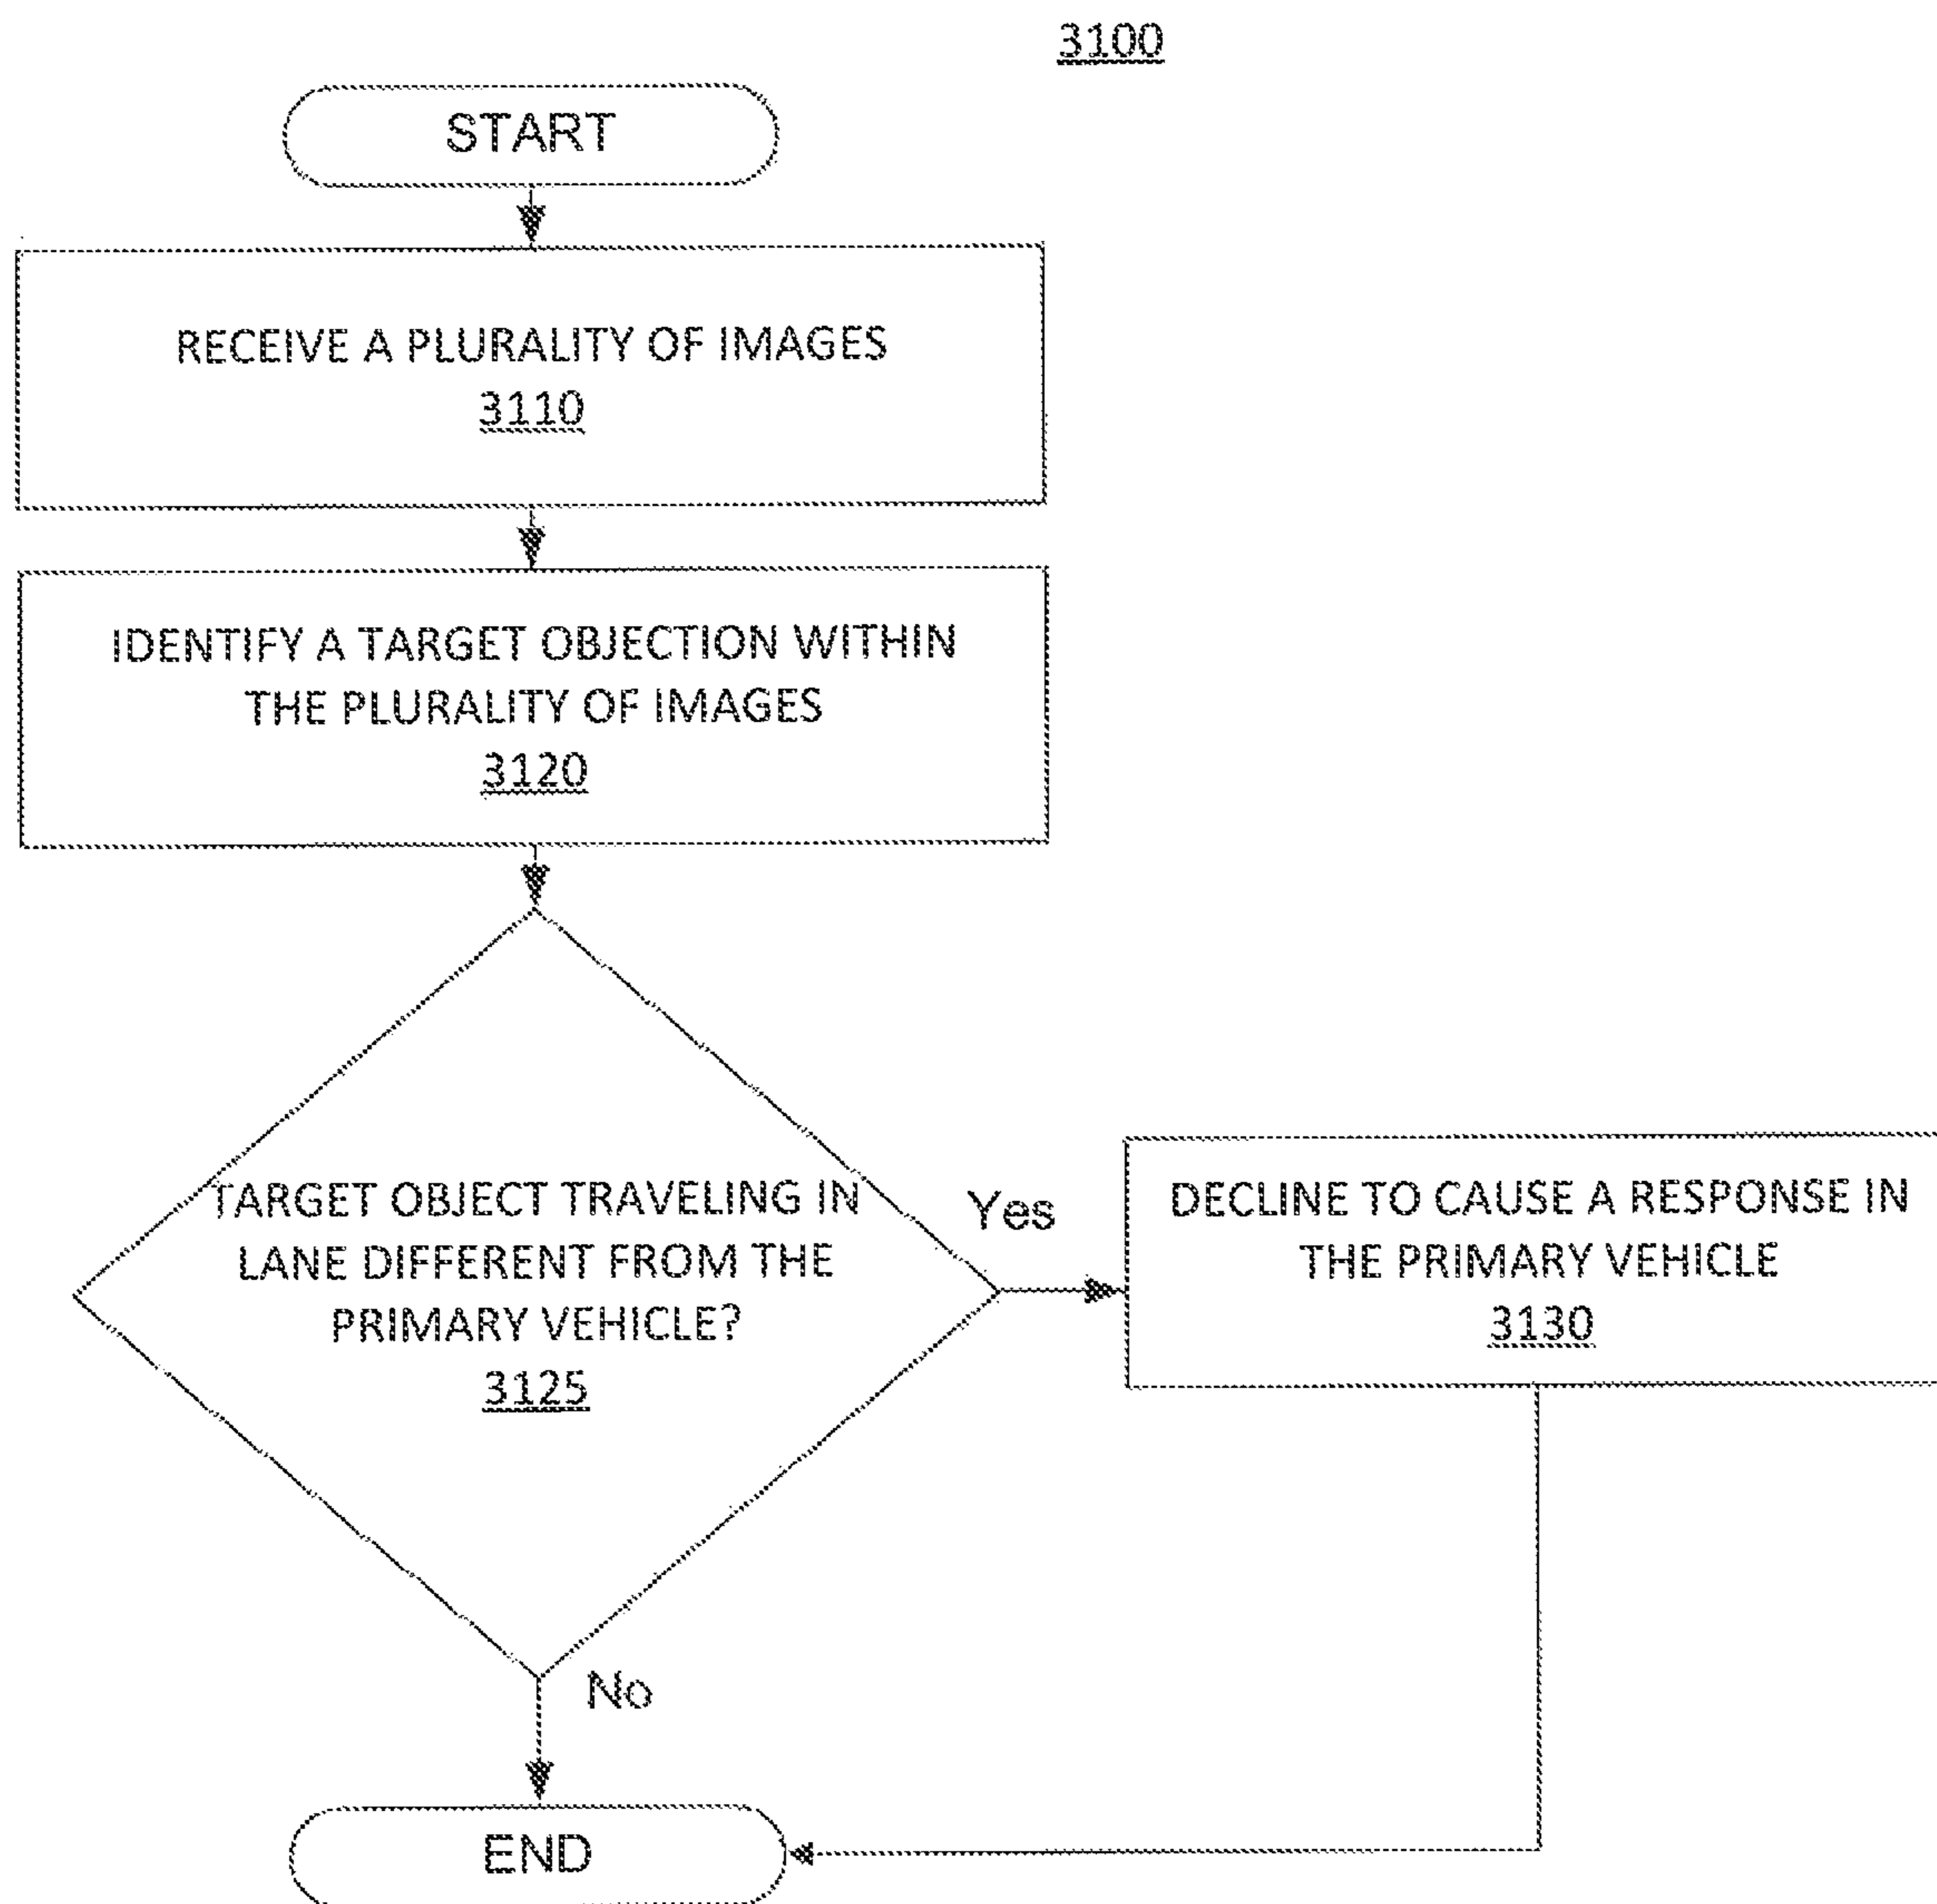 3100
START
RECEIVE A PLURALITY OF IMAGES
3110
IDENTIFY A TARGET OBJECTION WITHIN
THE PLURALITY OF IMAGES
3120
TARGET OBJECT TRAVELING IN
LANE DIFFERENT FROM THE
PRIMARY VEHICLE?
3125
Yes
DECLINE TO CAUSE A RESPONSE IN
THE PRIMARY VEHICLE
3130
No
END